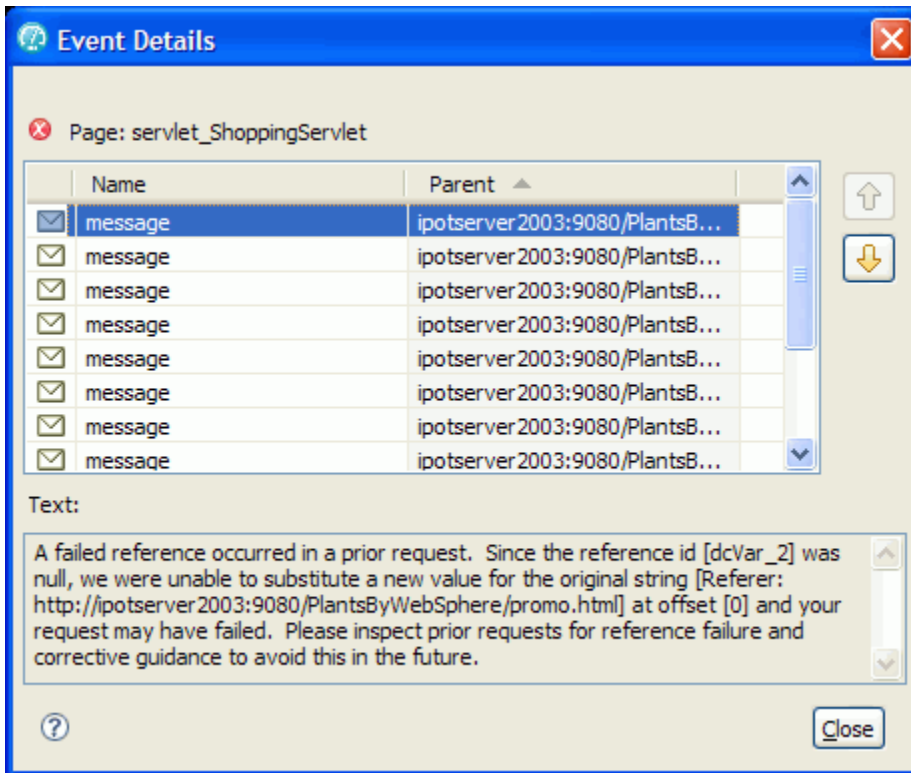 Event Details
Page: servlet_ShoppingServlet
Name Parent
message ipotserver2003:9080/PlantsB...
message ipotserver2003:9080/PlantsB...
message ipotserver2003:9080/PlantsB...
message ipotserver2003:9080/PlantsB...
message ipotserver2003:9080/PlantsB...
message ipotserver2003:9080/PlantsB...
message ipotserver2003:9080/PlantsB...
message ipotserver2003:9080/PlantsB...
Text:
A failed reference occurred in a prior request.  Since the reference id [dcVar_2] was
null, we were unable to substitute a new value for the original string [Referer:
http://ipotserver2003:9080/PlantsByWebSphere/promo.html] at offset [0] and your
request may have failed.  Please inspect prior requests for reference failure and
corrective guidance to avoid this in the future.
? Close